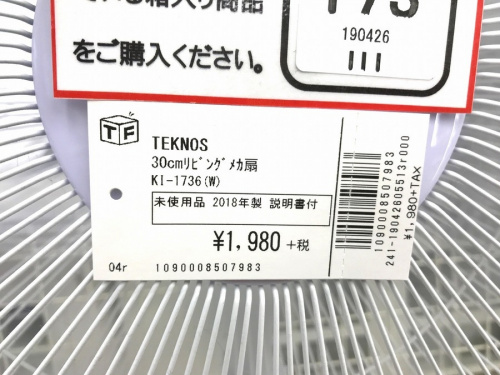 をご購入ください。
190426
111
TF
TEKNOS
30cmﾘﾋﾞﾝｸﾞﾒｶ扇
KI-1736(W)
未使用品 2018年製 説明書付
¥1,980 +税
04r
1090008507983
1090008507983
241-19042605513r000
¥1,980+TAX